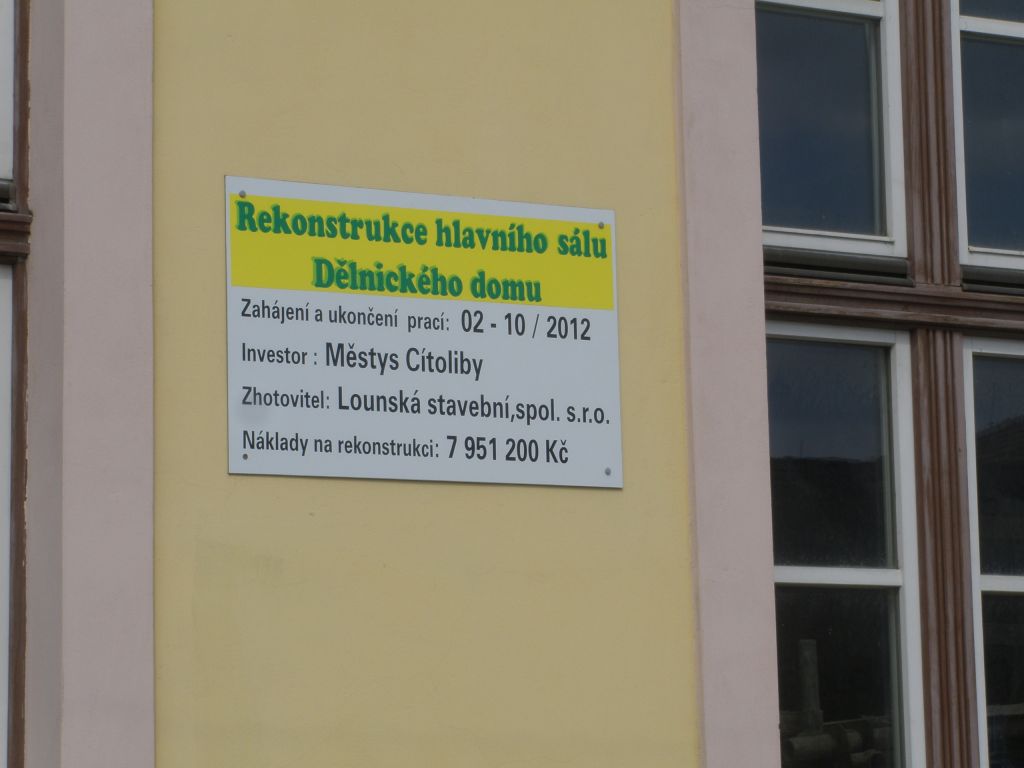 Rekonstrukce hlavního sálu
Dělnického domu
Zahájení a ukončení prací: 02 - 10 / 2012
Investor : Městys Cítoliby
Zhotovitel: Lounská stavební,spol. s.r.o.
Náklady na rekonstrukci: 7 951 200 Kč